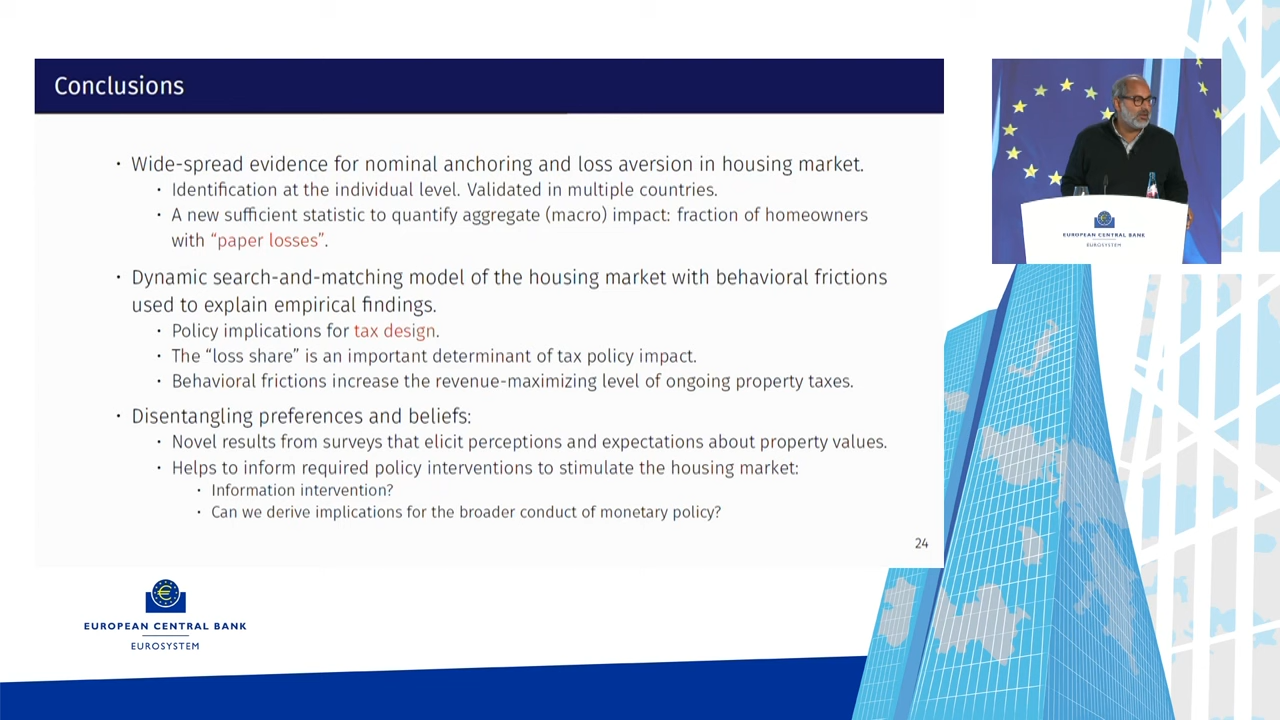 Conclusions
· Wide-spread evidence for nominal anchoring and loss aversion in housing market.
· Identification at the individual level. Validated in multiple countries.
· A new sufficient statistic to quantify aggregate (macro) impact: fraction of homeowners
with “paper losses”.
· Dynamic search-and-matching model of the housing market with behavioral frictions
used to explain empirical findings.
· Policy implications for tax design.
· The “loss share” is an important determinant of tax policy impact.
· Behavioral frictions increase the revenue-maximizing level of ongoing property taxes.
· Disentangling preferences and beliefs:
· Novel results from surveys that elicit perceptions and expectations about property values.
· Helps to inform required policy interventions to stimulate the housing market:
· Information intervention?
· Can we derive implications for the broader conduct of monetary policy?
24
EUROPEAN CENTRAL BANK
EUROSYSTEM
EUROPEAN CENTRAL BANK
EUROSYSTEM